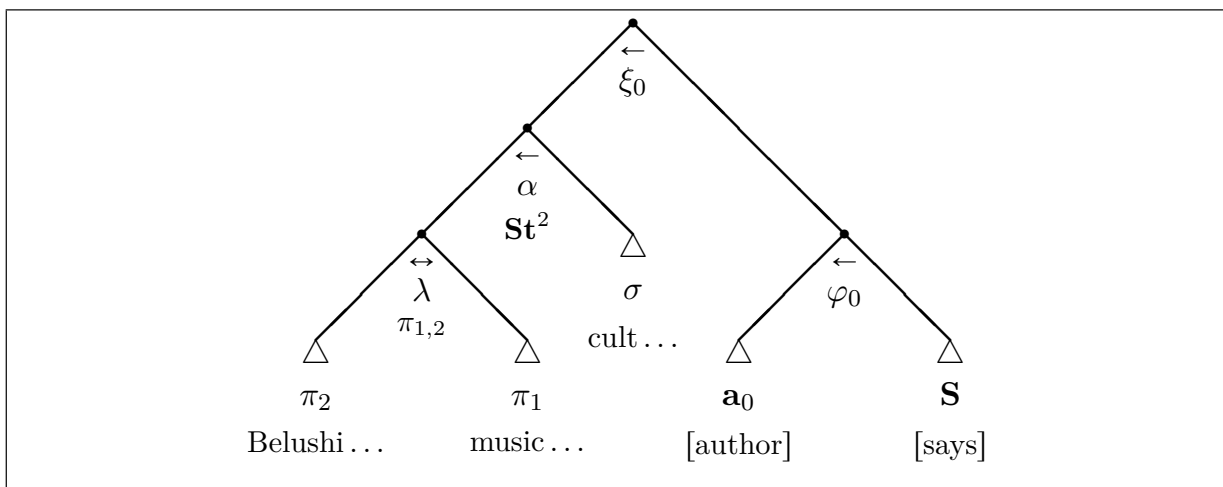 ←
ξ₀
←
α
St²
↔
λ
π₁,₂
←
φ₀
σ
cult …
π₂ π₁ a₀ S
Belushi … music … [author] [says]